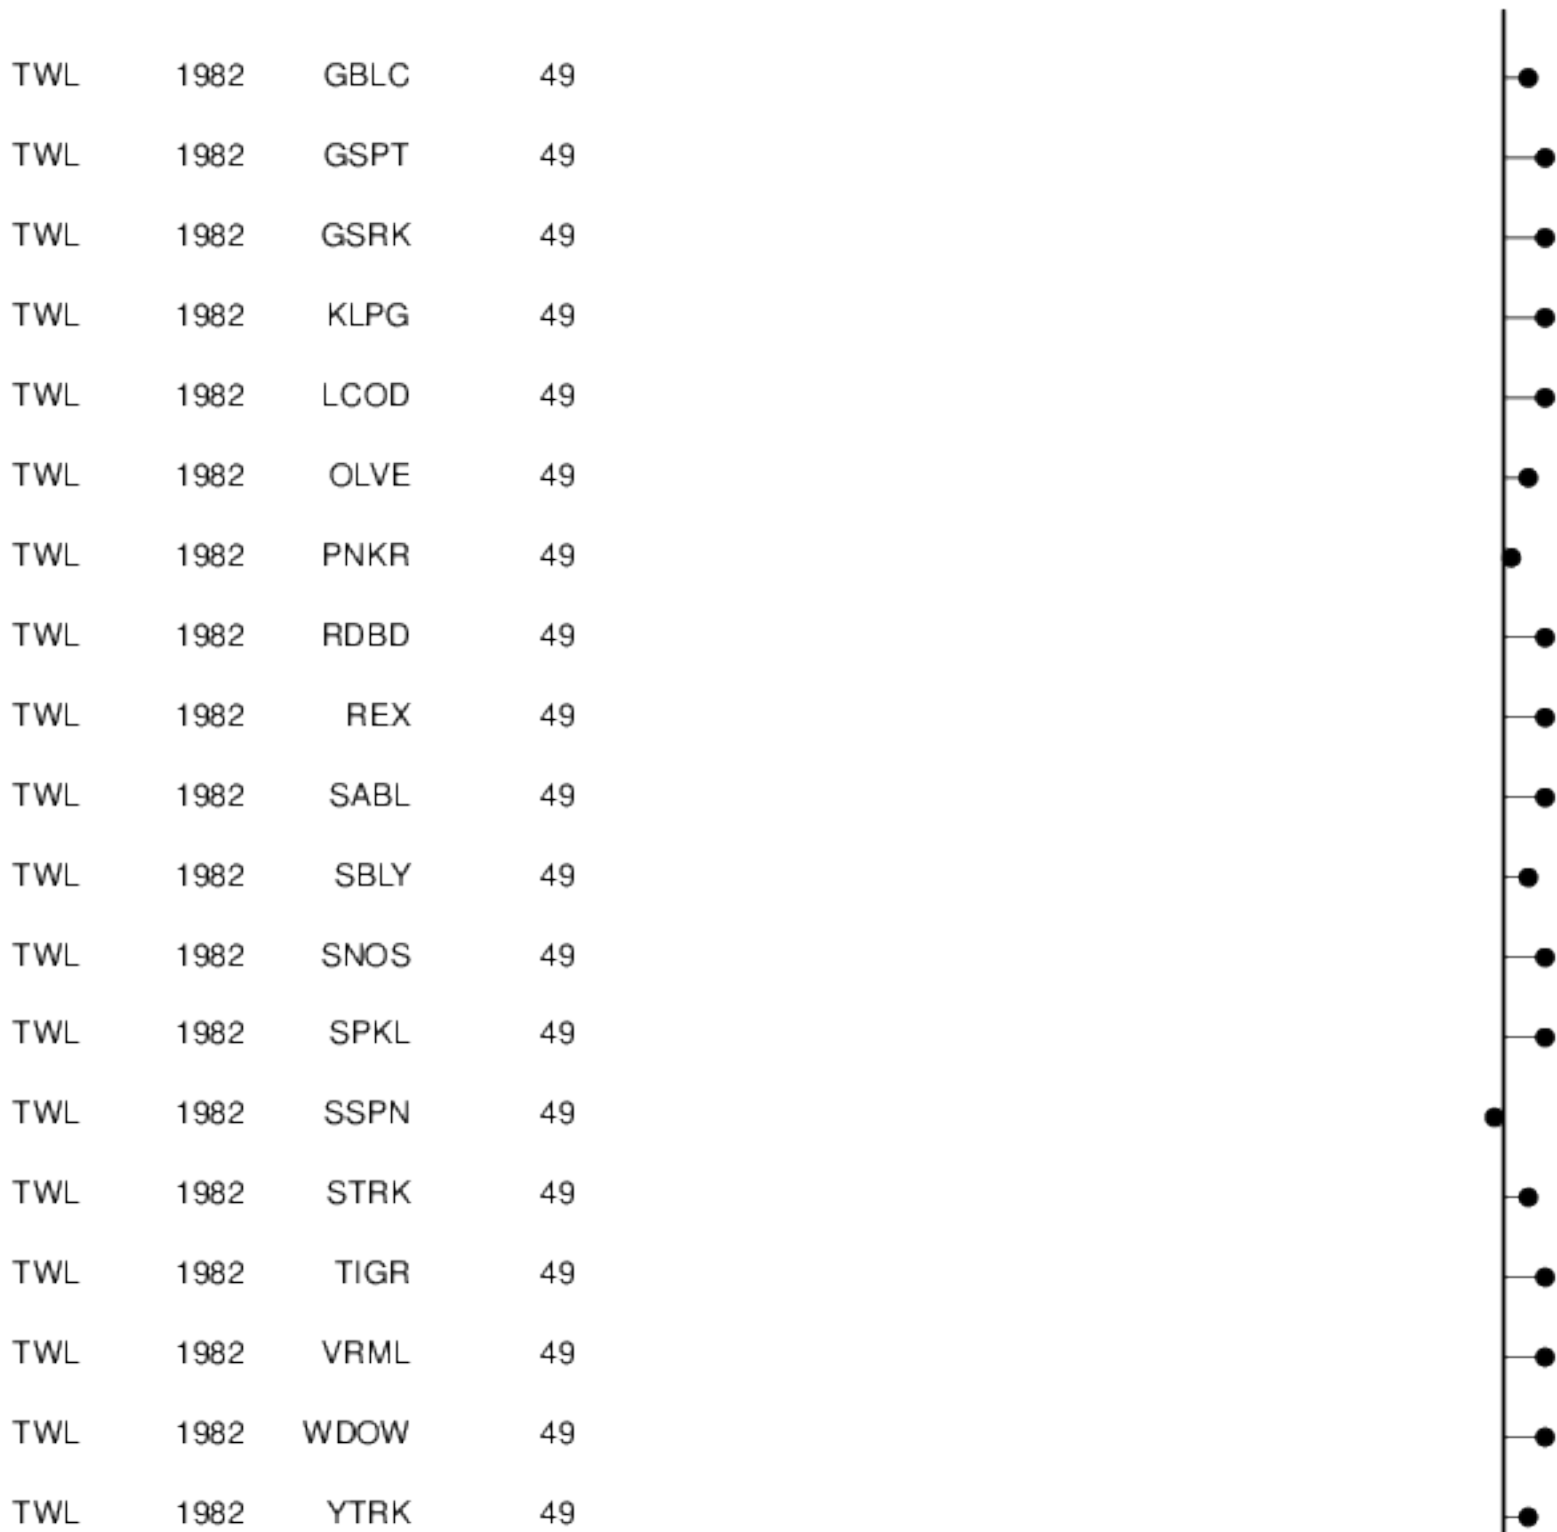 TWL 1982 GBLC 49
TWL 1982 GSPT 49
TWL 1982 GSRK 49
TWL 1982 KLPG 49
TWL 1982 LCOD 49
TWL 1982 OLVE 49
TWL 1982 PNKR 49
TWL 1982 RDBD 49
TWL 1982 REX 49
TWL 1982 SABL 49
TWL 1982 SBLY 49
TWL 1982 SNOS 49
TWL 1982 SPKL 49
TWL 1982 SSPN 49
TWL 1982 STRK 49
TWL 1982 TIGR 49
TWL 1982 VRML 49
TWL 1982 WDOW 49
TWL 1982 YTRK 49